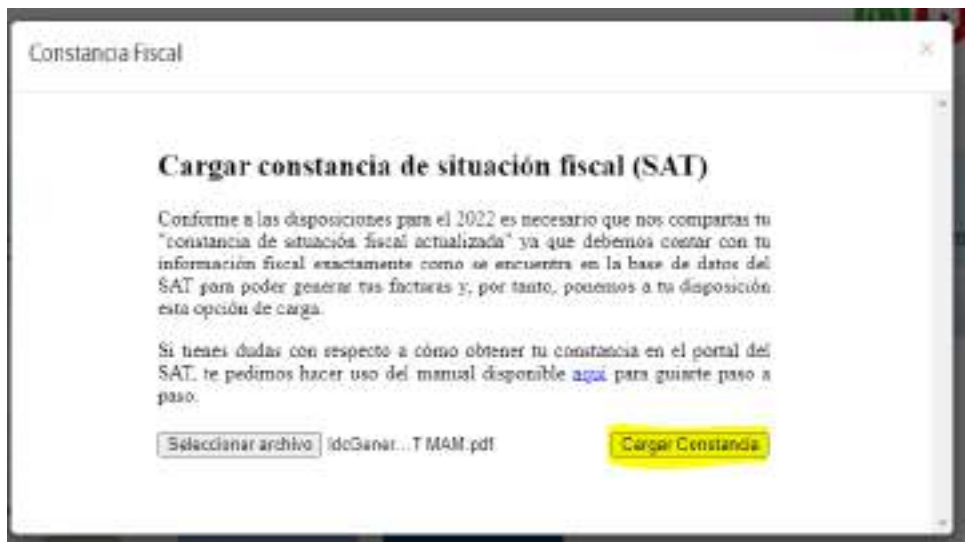 Constancia Fiscal
×
Cargar constancia de situación fiscal (SAT)
Conforme a las disposiciones para el 2022 es necesario que nos compartas tu
"constancia de situación fiscal actualizada" ya que debemos contar con tu
información fiscal exactamente como se encuentra en la base de datos del
SAT para poder generar tus facturas y, por tanto, ponemos a tu disposición
esta opción de carga.
Si tienes dudas con respecto a cómo obtener tu constancia en el portal del
SAT, te pedimos hacer uso del manual disponible aquí para guiarte paso a
paso.
Seleccionar archivo IdcGener...T MAM.pdf Cargar Constancia